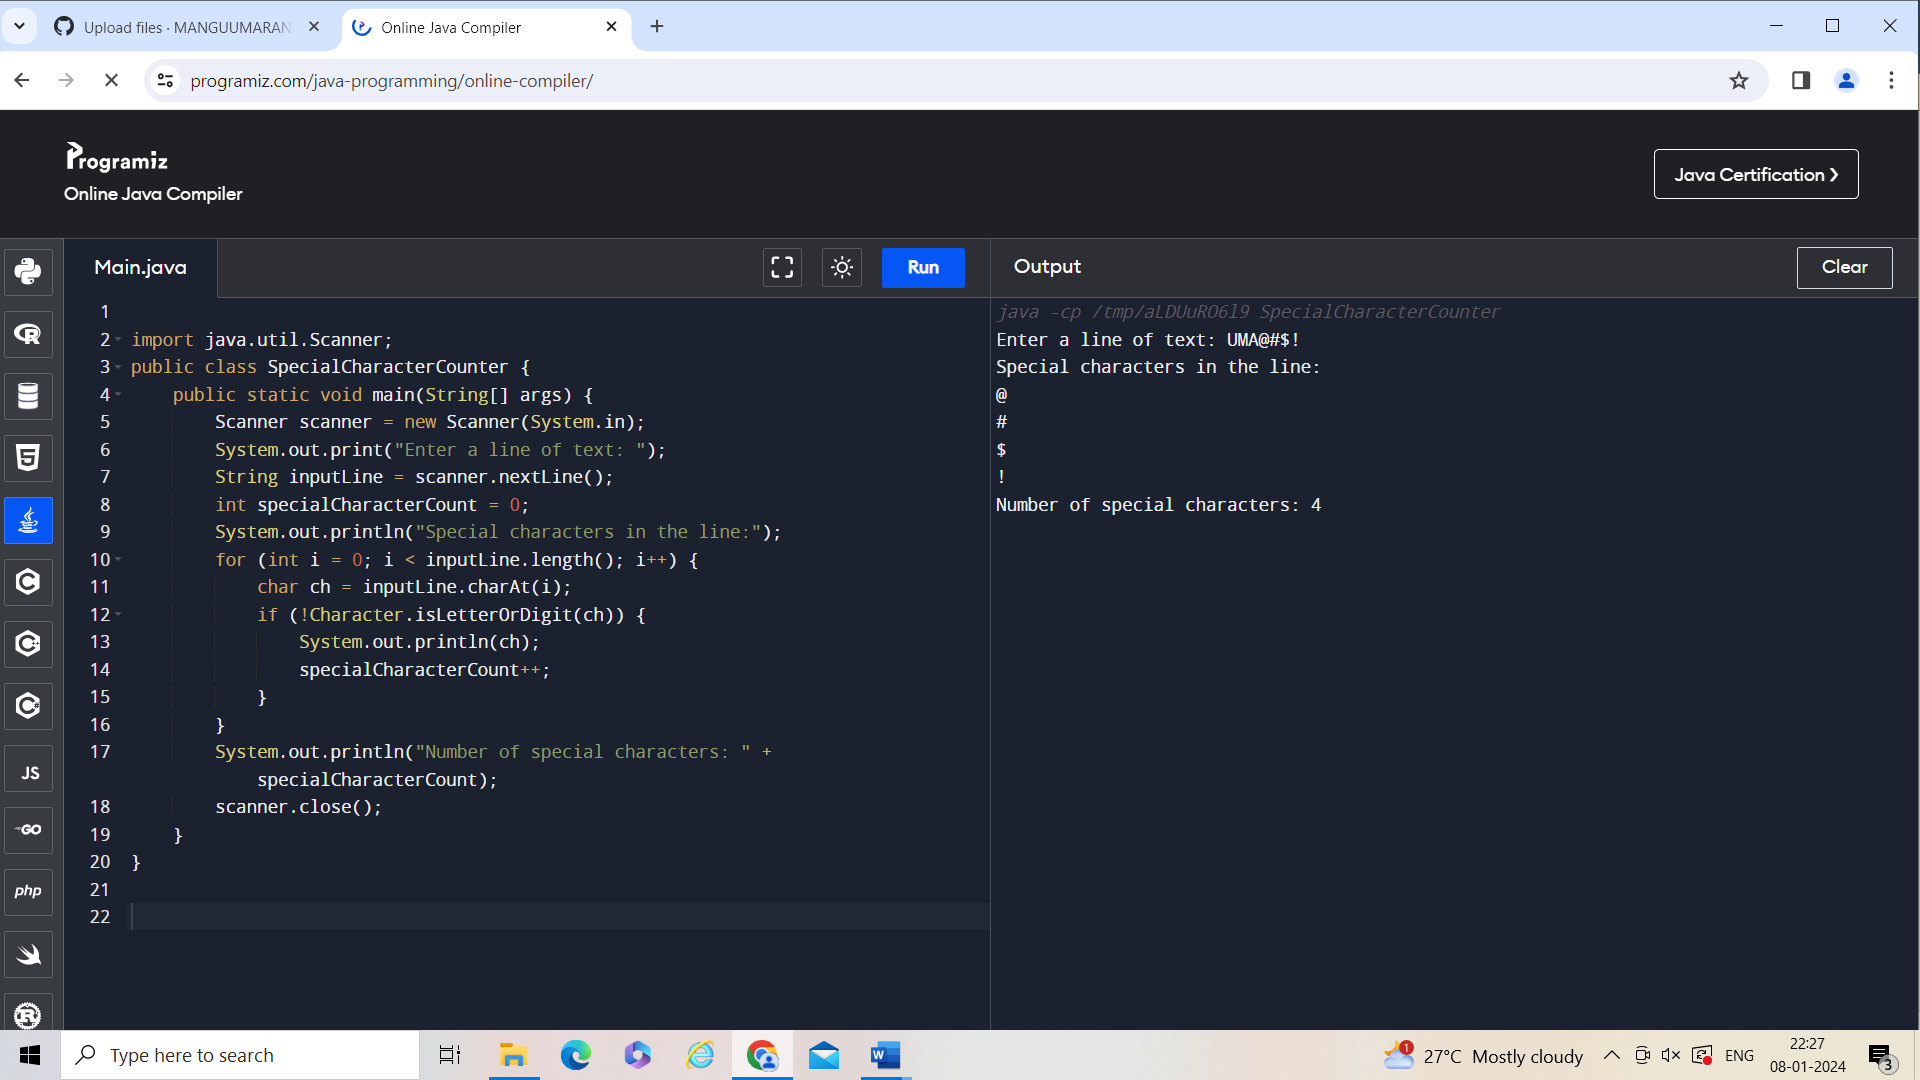 Upload files · MANGUUMARAN
Online Java Compiler
programiz.com/java-programming/online-compiler/
Programiz
Online Java Compiler
Java Certification ❯
Main.java
Run
Output
Clear
1
2 import java.util.Scanner;
3 public class SpecialCharacterCounter {
4     public static void main(String[] args) {
5         Scanner scanner = new Scanner(System.in);
6         System.out.print("Enter a line of text: ");
7         String inputLine = scanner.nextLine();
8         int specialCharacterCount = 0;
9         System.out.println("Special characters in the line:");
10         for (int i = 0; i < inputLine.length(); i++) {
11             char ch = inputLine.charAt(i);
12             if (!Character.isLetterOrDigit(ch)) {
13                 System.out.println(ch);
14                 specialCharacterCount++;
15             }
16         }
17         System.out.println("Number of special characters: " +
            specialCharacterCount);
18         scanner.close();
19     }
20 }
21
22
java -cp /tmp/aLDUuRO6l9 SpecialCharacterCounter
Enter a line of text: UMA@#$!
Special characters in the line:
@
#
$
!
Number of special characters: 4
R
5
C
C++
C#
JS
GO
php
R
Type here to search
W
1
27°C Mostly cloudy
ENG
22:27
08-01-2024
3